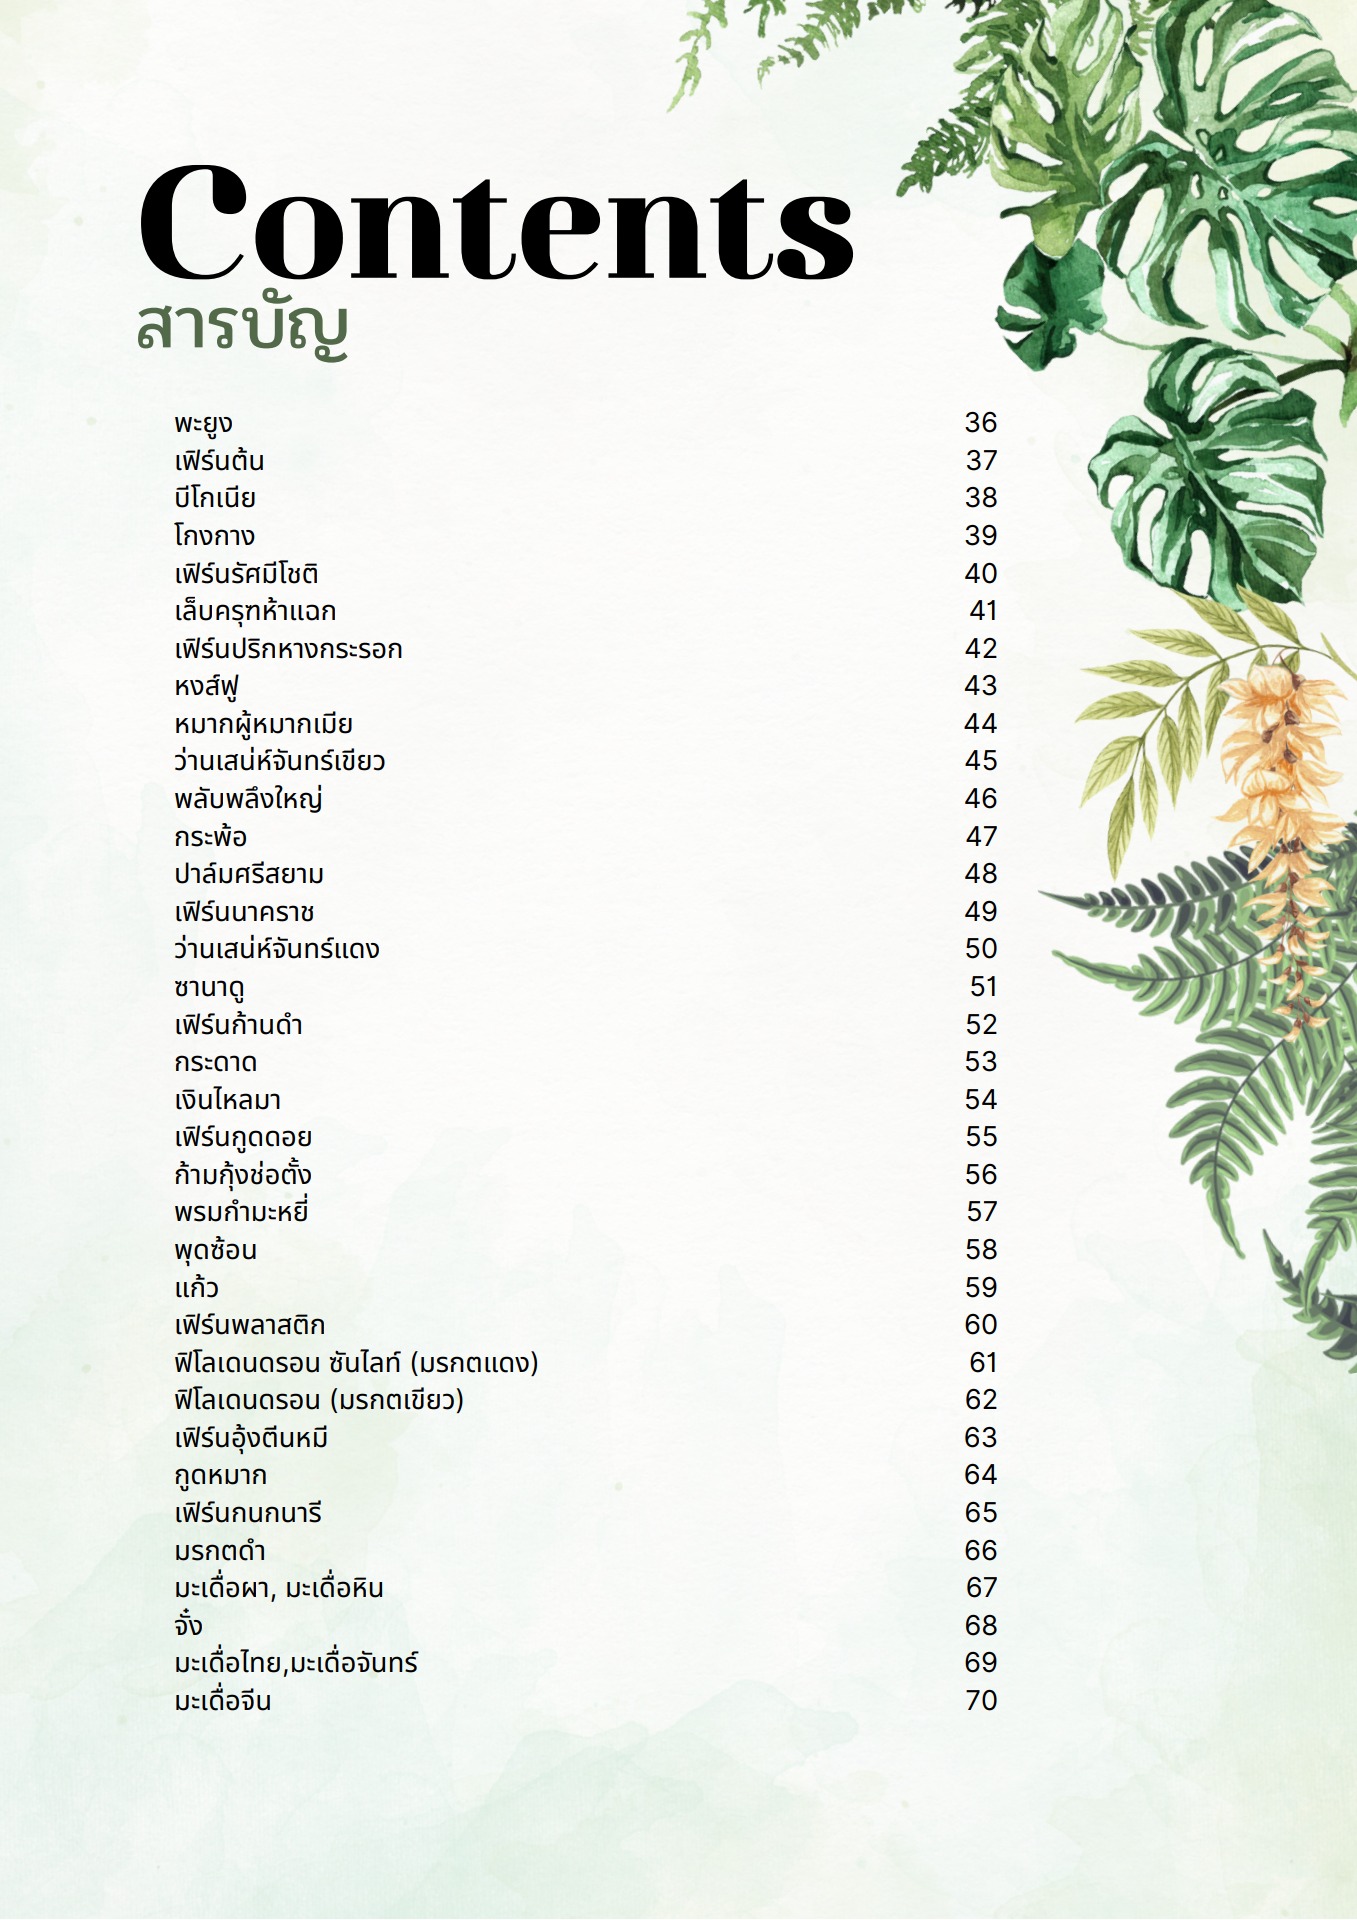 Contents
สารบัญ
พะยูง 36
เฟิร์นต้น 37
บีโกเนีย 38
โกงกาง 39
เฟิร์นรัศมีโชติ 40
เล็บครุฑห้าแฉก 41
เฟิร์นปริกหางกระรอก 42
หงส์ฟู 43
หมากผู้หมากเมีย 44
ว่านเสน่ห์จันทร์เขียว 45
พลับพลึงใหญ่ 46
กระพ้อ 47
ปาล์มศรีสยาม 48
เฟิร์นนาคราช 49
ว่านเสน่ห์จันทร์แดง 50
ซานาดู 51
เฟิร์นก้านดำ 52
กระดาด 53
เงินไหลมา 54
เฟิร์นกูดดอย 55
ก้ามกุ้งช่อตั้ง 56
พรมกำมะหยี่ 57
พุดซ้อน 58
แก้ว 59
เฟิร์นพลาสติก 60
ฟิโลเดนดรอน ซันไลท์ (มรกตแดง) 61
ฟิโลเดนดรอน (มรกตเขียว) 62
เฟิร์นอุ้งตีนหมี 63
กูดหมาก 64
เฟิร์นกนกนารี 65
มรกตดำ 66
มะเดื่อผา, มะเดื่อหิน 67
จั๋ง 68
มะเดื่อไทย,มะเดื่อจันทร์ 69
มะเดื่อจีน 70